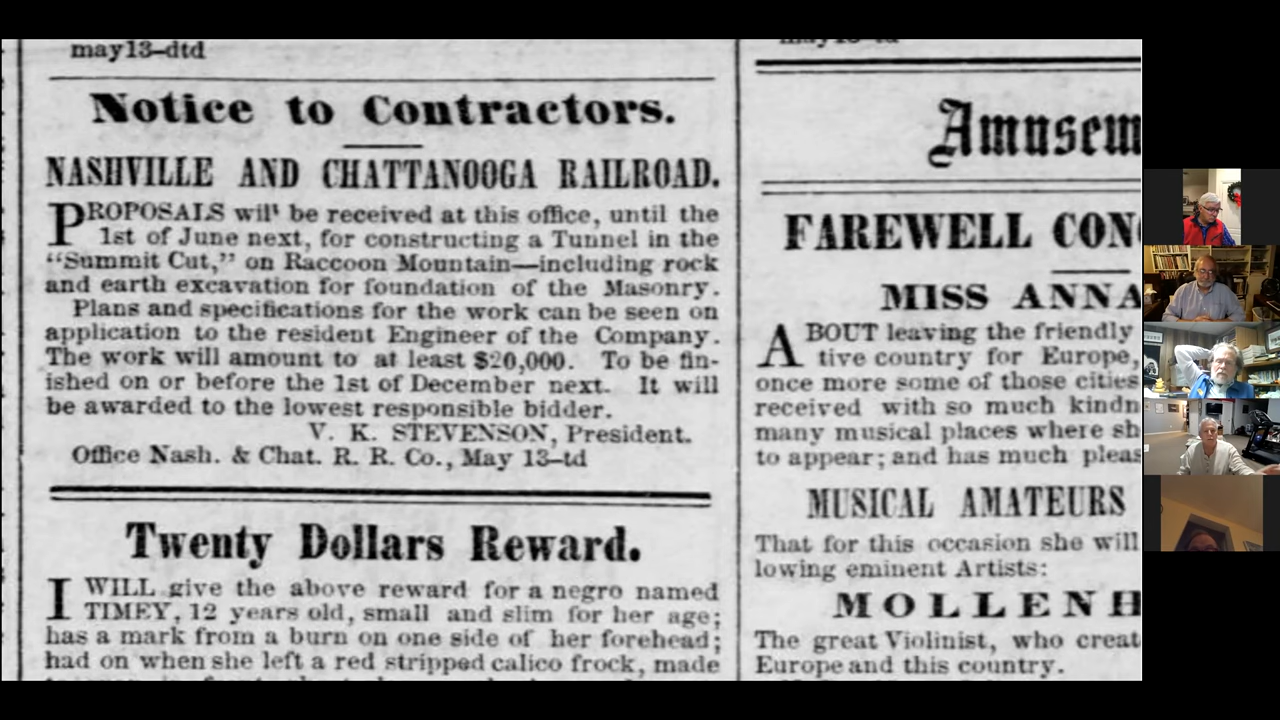 may13–dtd
Notice to Contractors.
NASHVILLE AND CHATTANOOGA RAILROAD.
PROPOSALS will be received at this office, until the
1st of June next, for constructing a Tunnel in the
“Summit Cut,” on Raccoon Mountain—including rock
and earth excavation for foundation of the Masonry.
Plans and specifications for the work can be seen on
application to the resident Engineer of the Company.
The work will amount to at least $20,000. To be fin-
ished on or before the 1st of December next. It will
be awarded to the lowest responsible bidder.
V. K. STEVENSON, President.
Office Nash. & Chat. R. R. Co., May 13–td
Twenty Dollars Reward.
I WILL give the above reward for a negro named
TIMEY, 12 years old, small and slim for her age;
has a mark from a burn on one side of her forehead;
had on when she left a red stripped calico frock, made
Amusem
FAREWELL CON
MISS ANNA
ABOUT leaving the friendly
tive country for Europe,
once more some of those cities
received with so much kindn
many musical places where sh
to appear; and has much pleas
MUSICAL AMATEURS
That for this occasion she will
lowing eminent Artists:
MOLLENH
The great Violinist, who creat
Europe and this country.